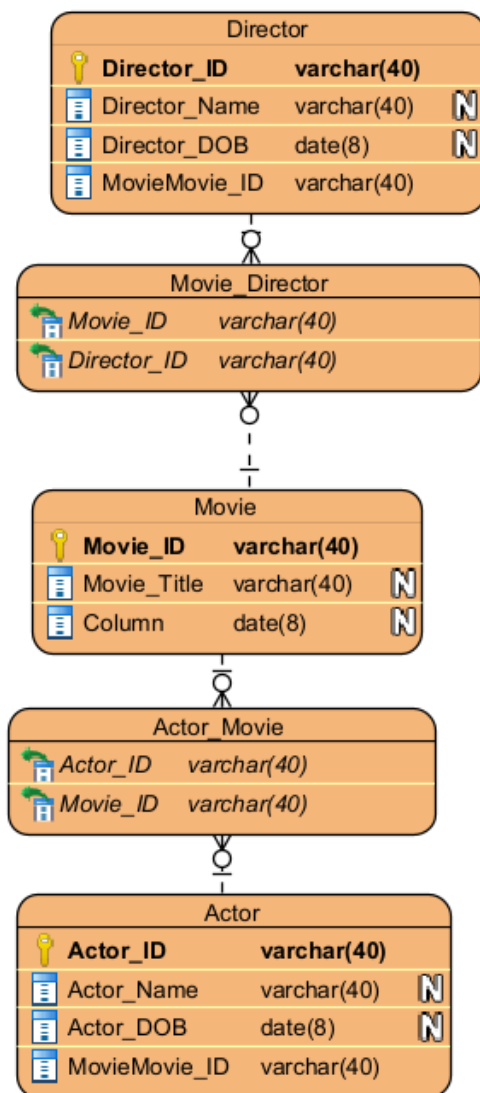 Director
Director_ID varchar(40)
Director_Name varchar(40) N
Director_DOB date(8) N
MovieMovie_ID varchar(40)
Movie_Director
Movie_ID varchar(40)
Director_ID varchar(40)
Movie
Movie_ID varchar(40)
Movie_Title varchar(40) N
Column date(8) N
Actor_Movie
Actor_ID varchar(40)
Movie_ID varchar(40)
Actor
Actor_ID varchar(40)
Actor_Name varchar(40) N
Actor_DOB date(8) N
MovieMovie_ID varchar(40)